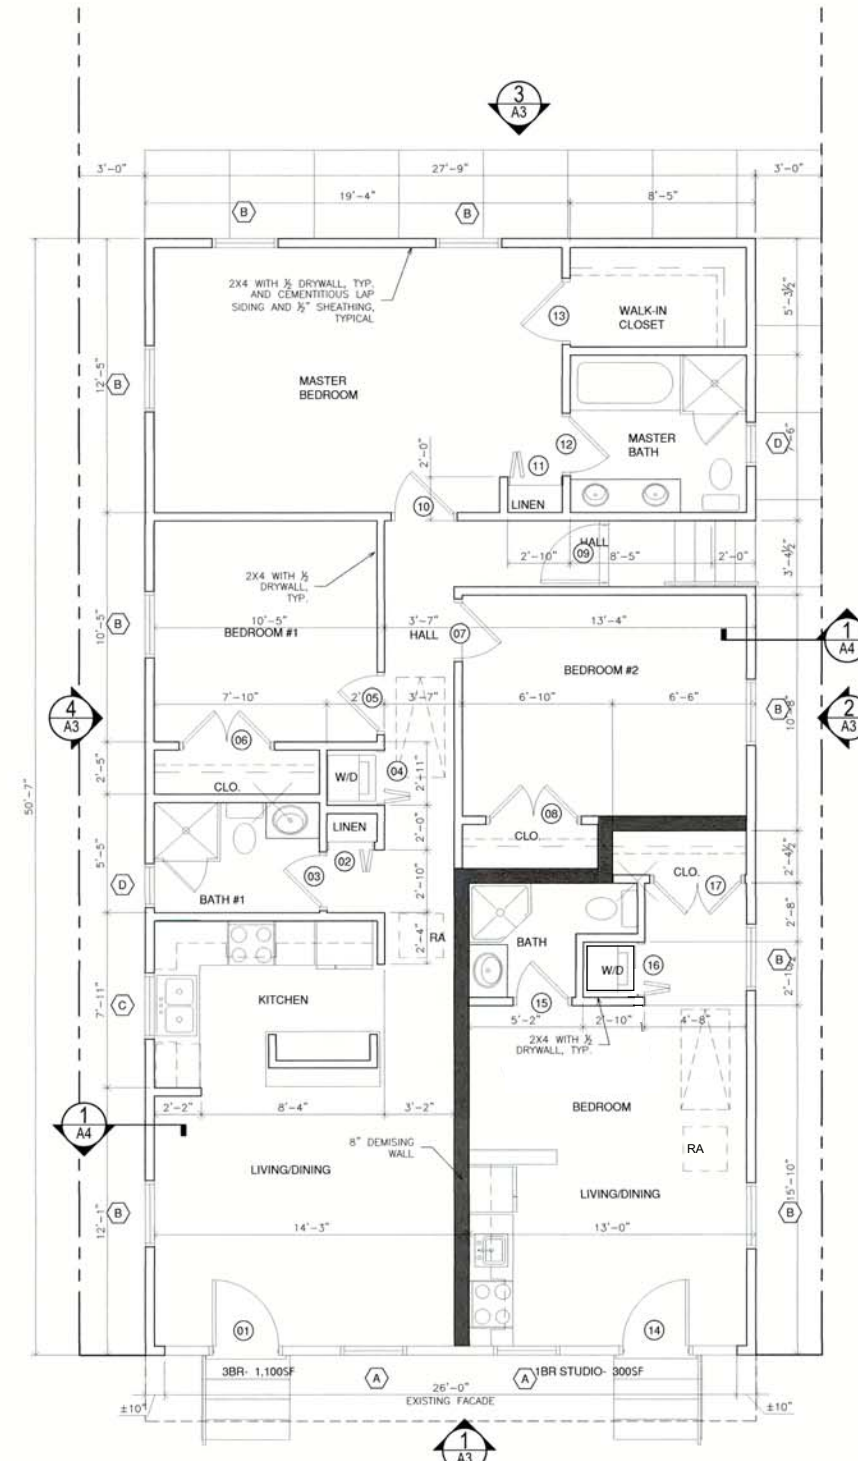 3
A3
3'-0"
27'-9"
3'-0"
19'-4"
8'-5"
B
B
2X4 WITH ½ DRYWALL, TYP.
AND CEMENTITIOUS LAP
SIDING AND ½" SHEATHING,
TYPICAL
5'-3½"
13
WALK-IN
CLOSET
12'-5"
B
MASTER
BEDROOM
MASTER
BATH
12
D
2'-0"
11
10
LINEN
HALL
09
2'-10"
8'-5"
2'-0"
3'-4½"
2X4 WITH ½
DRYWALL,
TYP.
10'-5"
B
10'-5"
3'-7"
13'-4"
BEDROOM #1
HALL
07
1
A4
BEDROOM #2
7'-10"
05
3'-7"
6'-10"
6'-6"
4
A3
B
10'-8"
2
A3
06
50'-7"
2'-5"
W/D
04
2'-11"
CLO.
08
LINEN
2'-0"
CLO.
5'-5"
02
2'-4½"
03
CLO.
17
D
BATH #1
2'-10"
2'-8"
RA
2'-4"
BATH
7'-11"
C
KITCHEN
W/D
16
B
15
5'-2"
2'-10"
4'-8"
2X4 WITH ½
DRYWALL, TYP.
2'-2"
8'-4"
3'-2"
BEDROOM
1
A4
8" DEMISING
WALL
RA
LIVING/DINING
LIVING/DINING
15'-10"
12'-1"
B
B
14'-3"
13'-0"
01
14
3BR- 1,100SF
A
A
1BR STUDIO- 300SF
26'-0"
EXISTING FACADE
±10"
±10"
1
A3